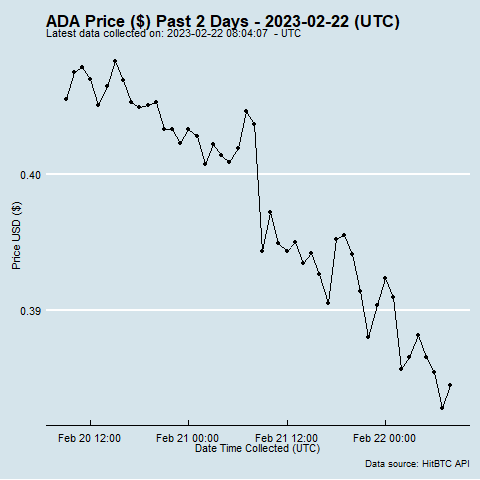 ADA Price ($) Past 2 Days - 2023-02-22 (UTC)
Latest data collected on: 2023-02-22 08:04:07  - UTC
0.40
Price USD ($)
0.39
Feb 20 12:00
Feb 21 00:00
Feb 21 12:00
Feb 22 00:00
Date Time Collected (UTC)
Data source: HitBTC API